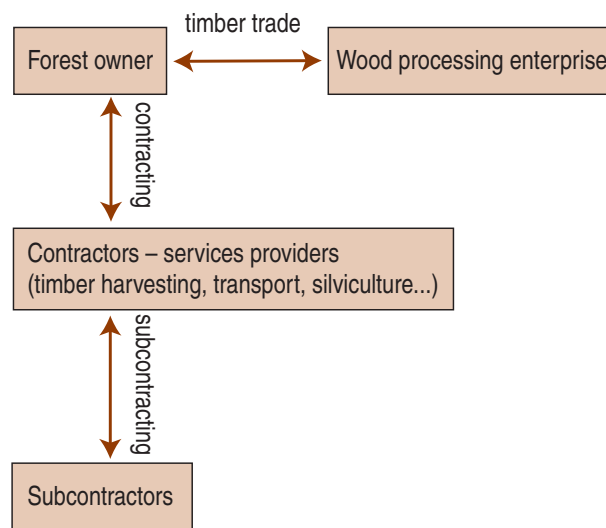 timber trade
Forest owner
Wood processing enterprise
contracting
Contractors – services providers
(timber harvesting, transport, silviculture...)
subcontracting
Subcontractors